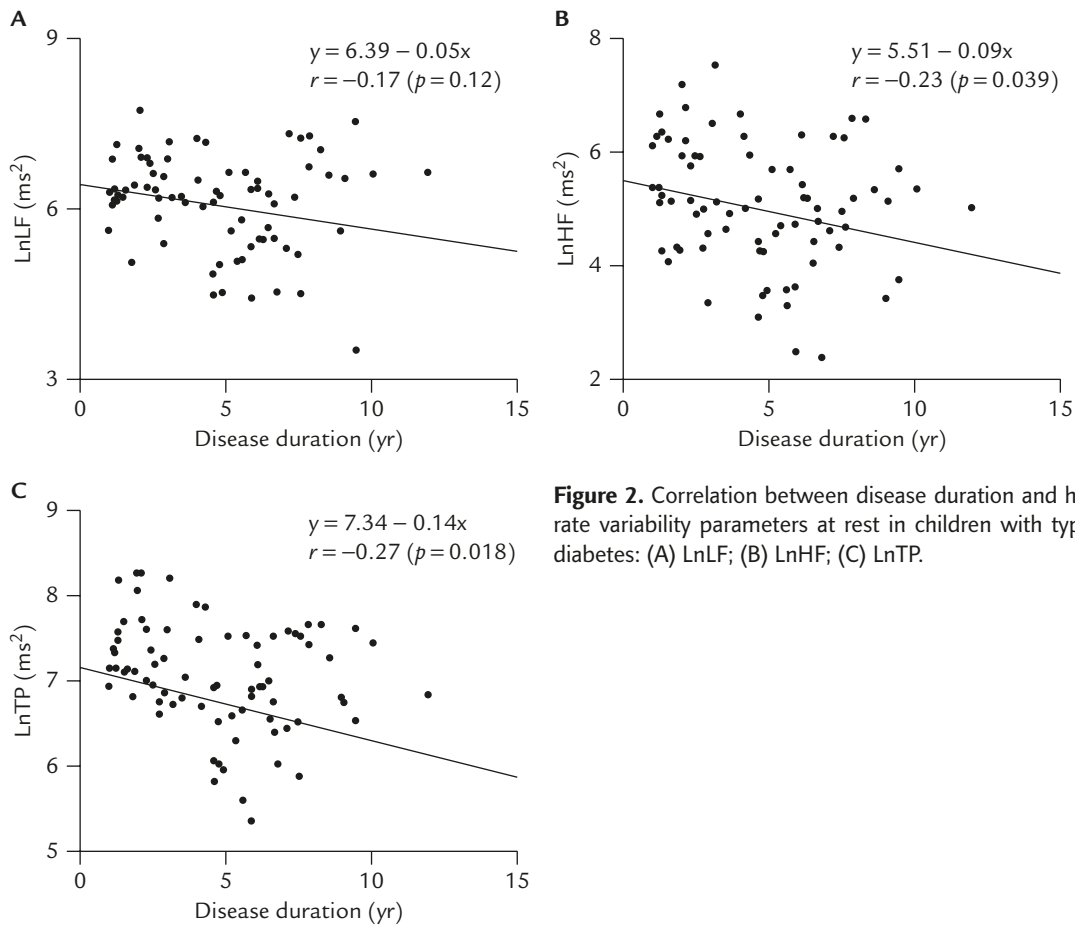 A
9
6
3
LnLF (ms²)
y = 6.39 – 0.05x
r = –0.17 (p = 0.12)
0 5 10 15
Disease duration (yr)
B
8
6
4
2
LnHF (ms²)
y = 5.51 – 0.09x
r = –0.23 (p = 0.039)
0 5 10 15
Disease duration (yr)
C
9
8
7
6
5
LnTP (ms²)
y = 7.34 – 0.14x
r = –0.27 (p = 0.018)
0 5 10 15
Disease duration (yr)
Figure 2. Correlation between disease duration and
rate variability parameters at rest in children with
diabetes: (A) LnLF; (B) LnHF; (C) LnTP.